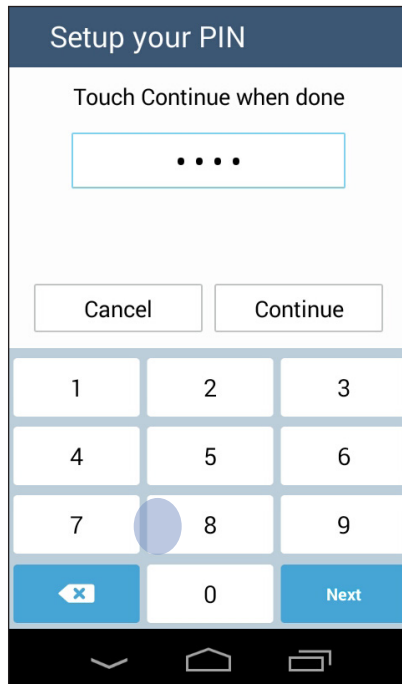 Setup your PIN
Touch Continue when done
••••
Cancel Continue
1 2 3
4 5 6
7 8 9
0 Next